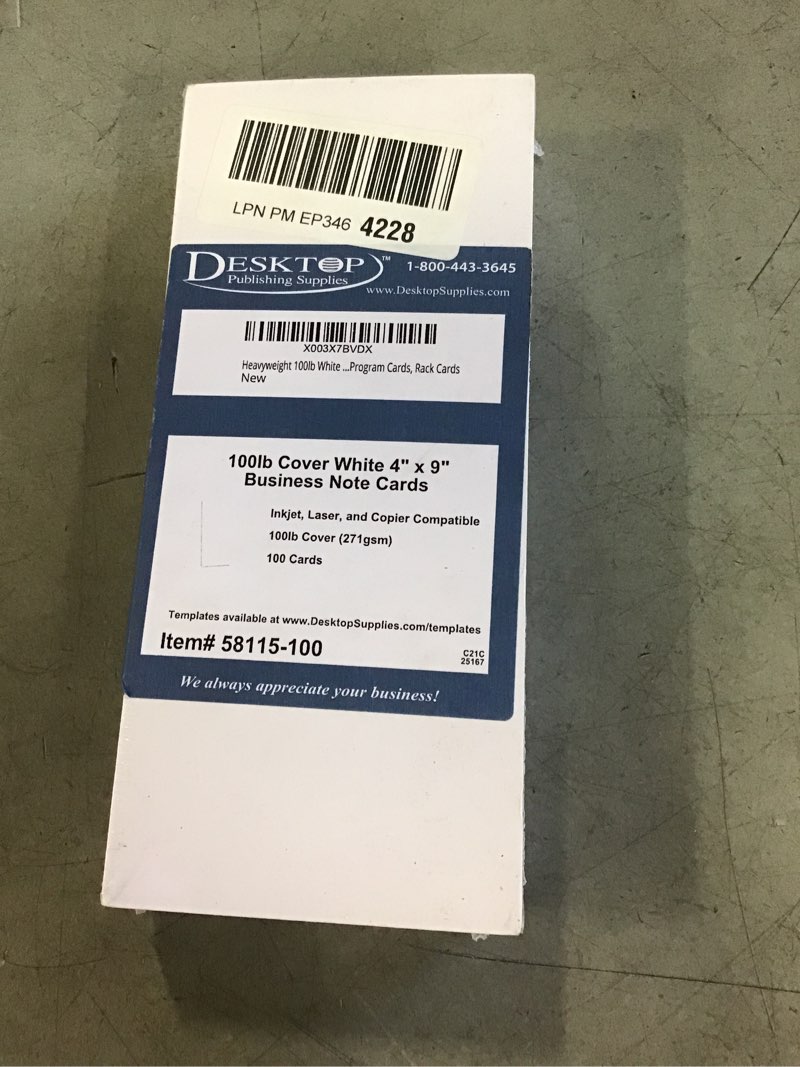 LPN PM EP346 4228
DESKTOP™
Publishing Supplies
1-800-443-3645
www.DesktopSupplies.com
X003X7BVDX
Heavyweight 100lb White ...Program Cards, Rack Cards
New
100lb Cover White 4" x 9"
Business Note Cards
Inkjet, Laser, and Copier Compatible
100lb Cover (271gsm)
100 Cards
Templates available at www.DesktopSupplies.com/templates
Item# 58115-100
C21C
25167
We always appreciate your business!